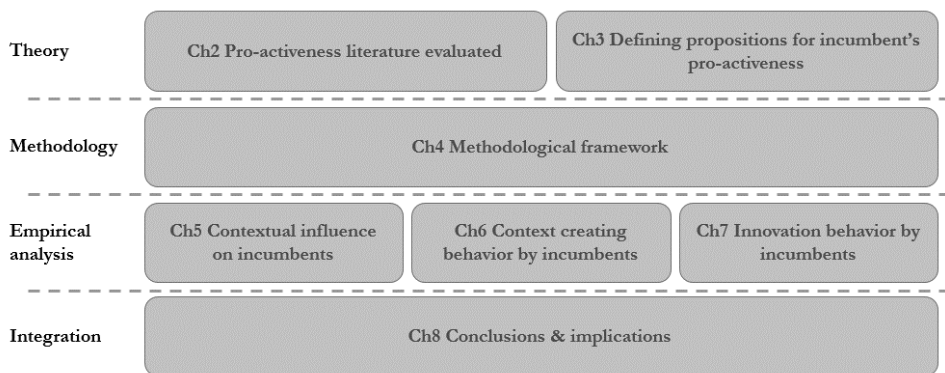 Theory
Ch2 Pro-activeness literature evaluated
Ch3 Defining propositions for incumbent's
pro-activeness
Methodology
Ch4 Methodological framework
Empirical
analysis
Ch5 Contextual influence
on incumbents
Ch6 Context creating
behavior by incumbents
Ch7 Innovation behavior by
incumbents
Integration
Ch8 Conclusions & implications